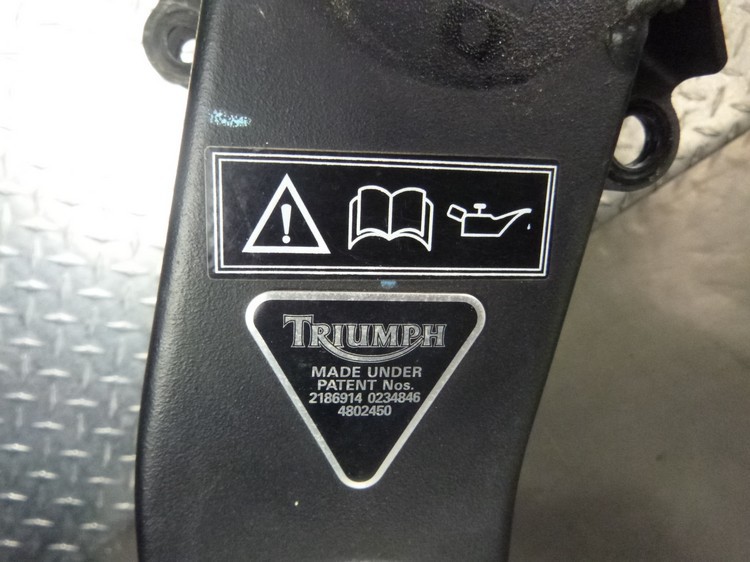 TRIUMPH
MADE UNDER
PATENT Nos.
2186914 0234846
4802450